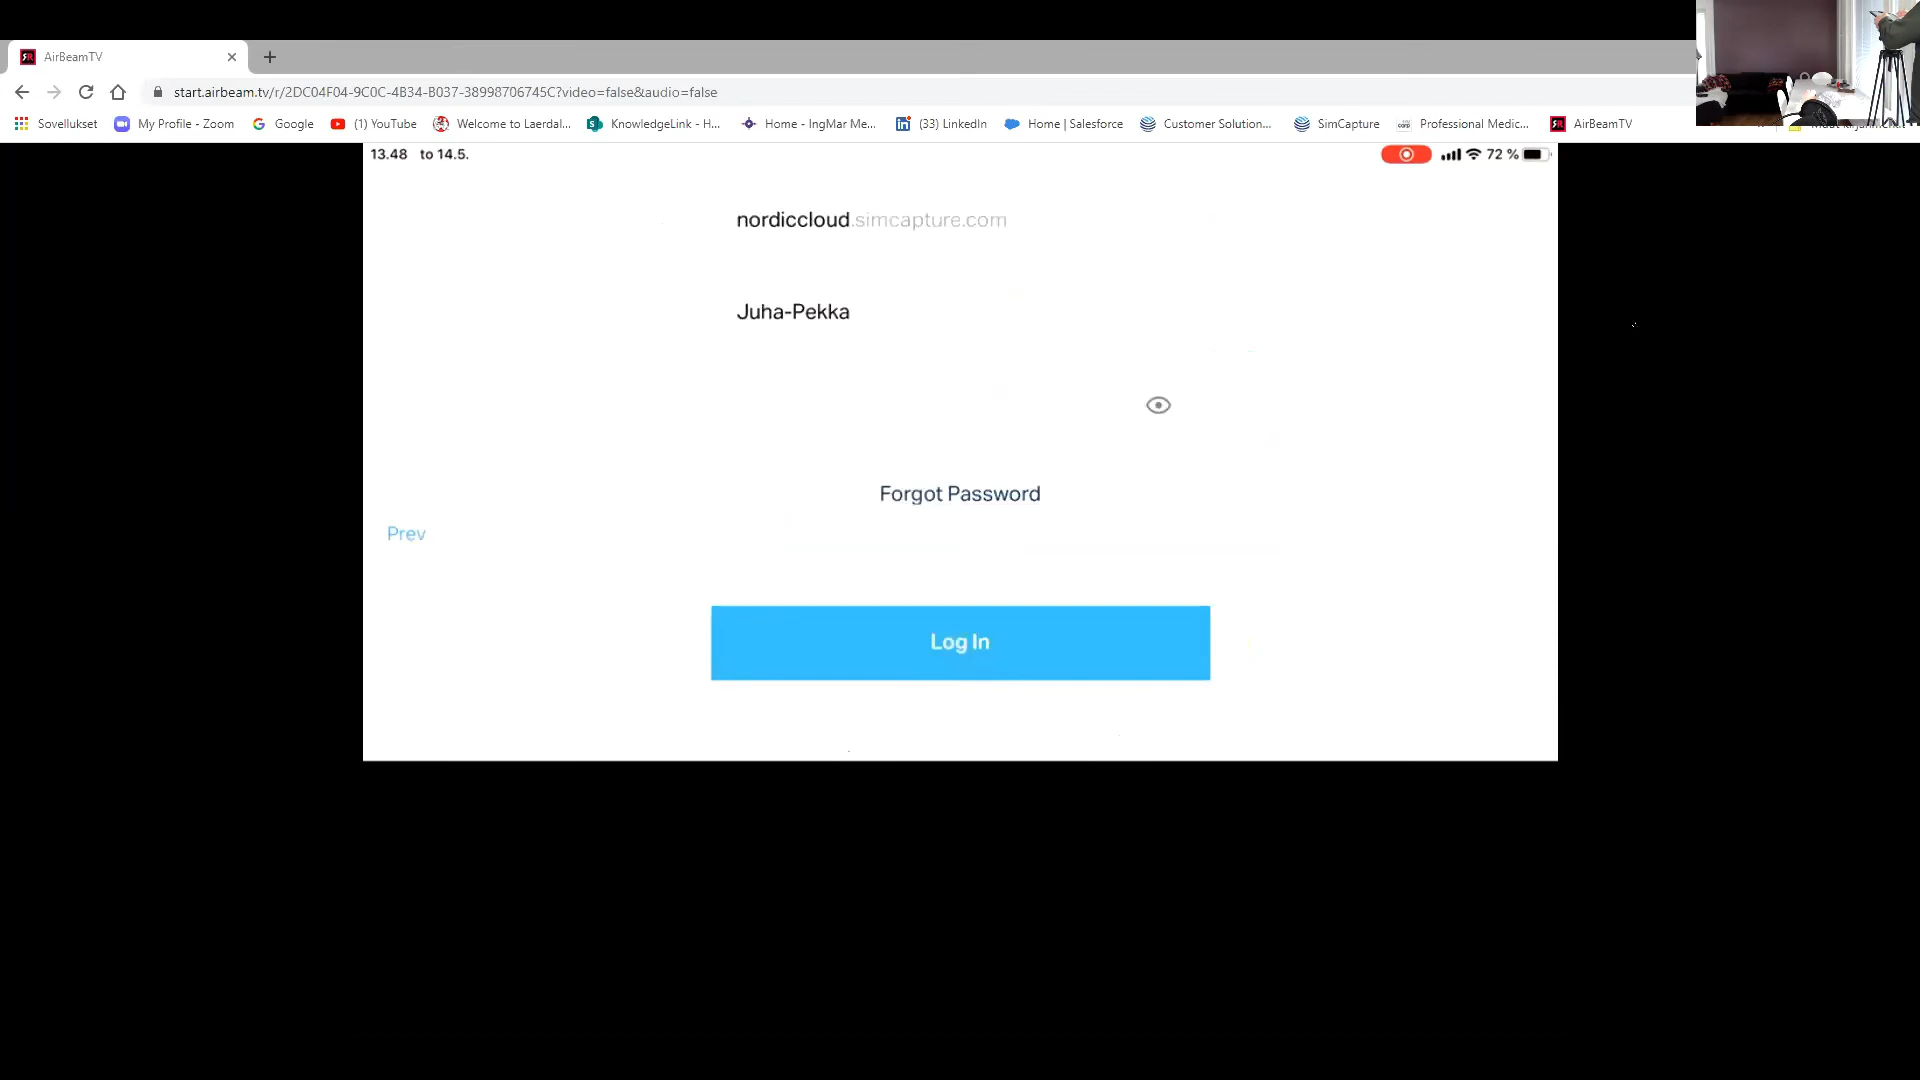 AirBeamTV
start.airbeam.tv/r/2DC04F04-9C0C-4B34-B037-38998706745C?video=false&audio=false
Sovellukset My Profile - Zoom Google (1) YouTube Welcome to Laerdal... KnowledgeLink - H... Home - IngMar Me... (33) LinkedIn Home | Salesforce Customer Solution... SimCapture Professional Medic... AirBeamTV
13.48 to 14.5. 72 %
nordiccloud.simcapture.com
Juha-Pekka
Forgot Password
Prev
Log In